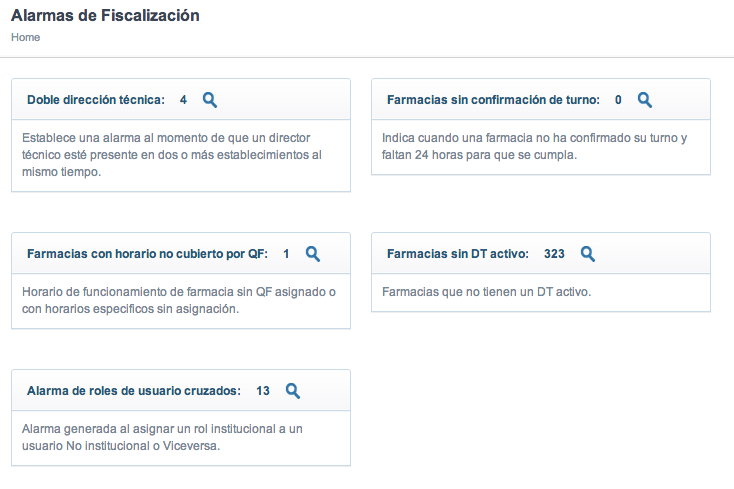 Alarmas de Fiscalización
Home
Doble dirección técnica: 4
Establece una alarma al momento de que un director
técnico esté presente en dos o más establecimientos al
mismo tiempo.
Farmacias sin confirmación de turno: 0
Indica cuando una farmacia no ha confirmado su turno y
faltan 24 horas para que se cumpla.
Farmacias con horario no cubierto por QF: 1
Horario de funcionamiento de farmacia sin QF asignado o
con horarios especificos sin asignación.
Farmacias sin DT activo: 323
Farmacias que no tienen un DT activo.
Alarma de roles de usuario cruzados: 13
Alarma generada al asignar un rol institucional a un
usuario No institucional o Viceversa.